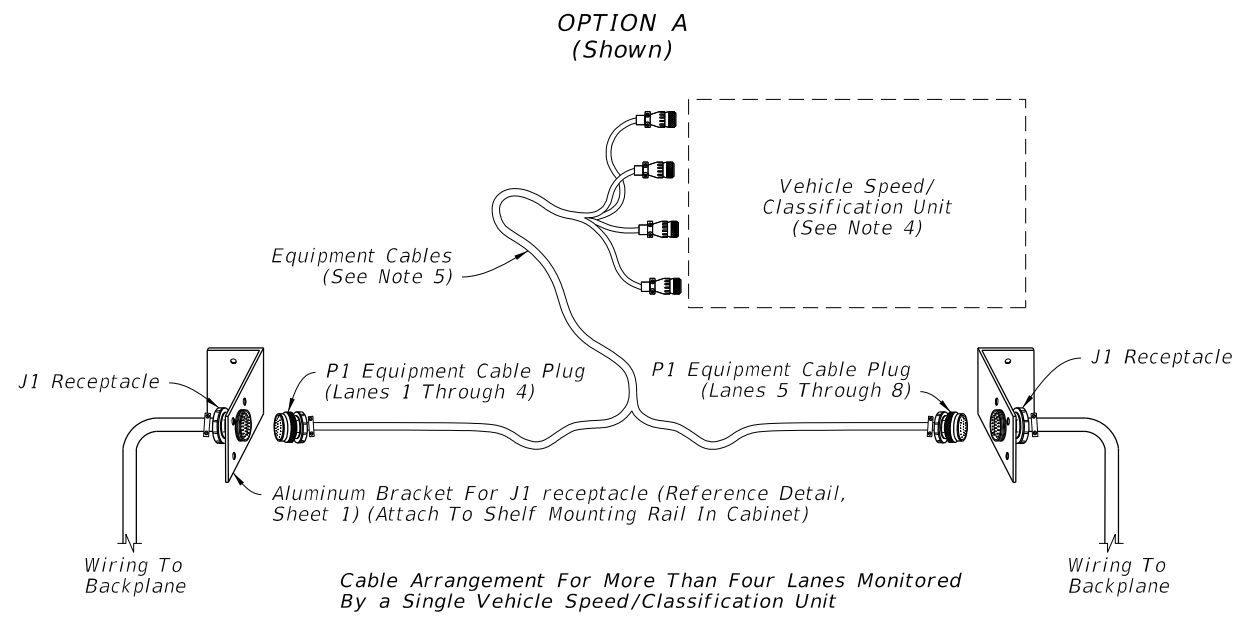 OPTION A
(Shown)
Vehicle Speed/
Classification Unit
(See Note 4)
Equipment Cables
(See Note 5)
J1 Receptacle
P1 Equipment Cable Plug
(Lanes 1 Through 4)
P1 Equipment Cable Plug
(Lanes 5 Through 8)
J1 Receptacle
Aluminum Bracket For J1 receptacle (Reference Detail,
Sheet 1) (Attach To Shelf Mounting Rail In Cabinet)
Wiring To
Backplane
Wiring To
Backplane
Cable Arrangement For More Than Four Lanes Monitored
By a Single Vehicle Speed/Classification Unit